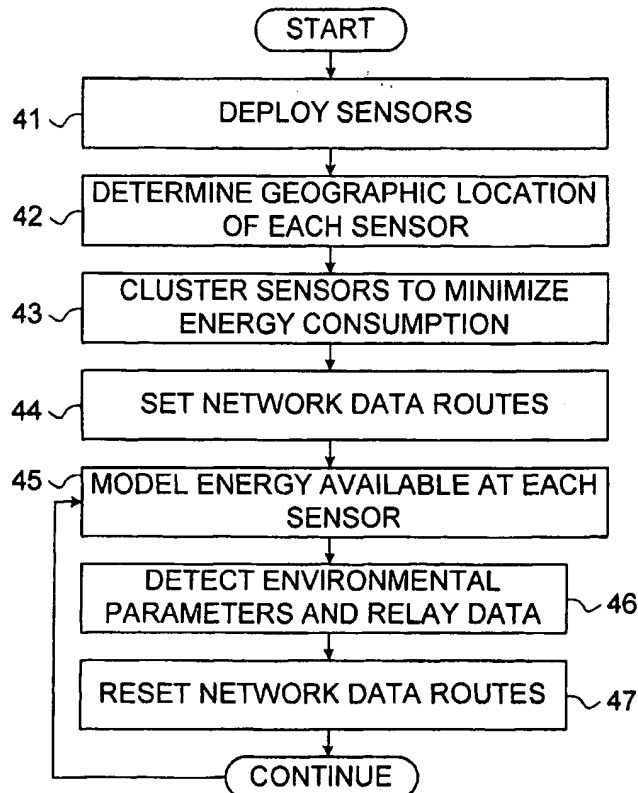 START
41
DEPLOY SENSORS
42
DETERMINE GEOGRAPHIC LOCATION
OF EACH SENSOR
43
CLUSTER SENSORS TO MINIMIZE
ENERGY CONSUMPTION
44
SET NETWORK DATA ROUTES
45
MODEL ENERGY AVAILABLE AT EACH
SENSOR
DETECT ENVIRONMENTAL
PARAMETERS AND RELAY DATA
46
RESET NETWORK DATA ROUTES
47
CONTINUE